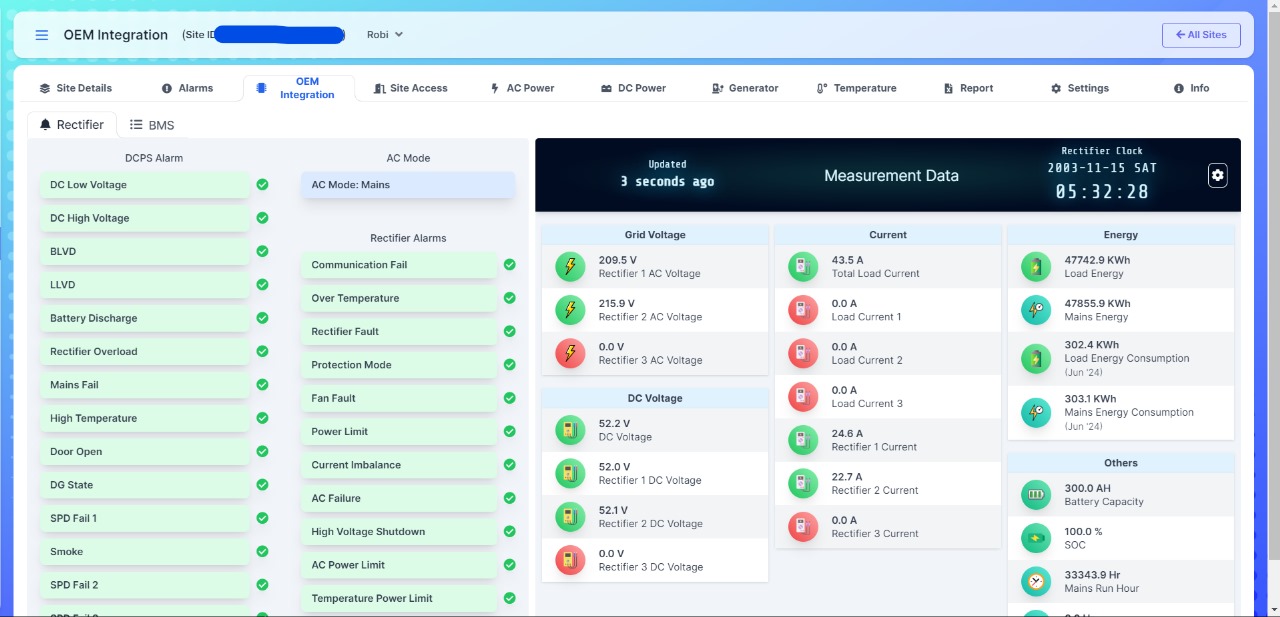 OEM Integration (Site ID ) Robi
All Sites
Site Details
Alarms
OEM
Integration
Site Access
AC Power
DC Power
Generator
Temperature
Report
Settings
Info
Rectifier
BMS
DCPS Alarm
DC Low Voltage
DC High Voltage
BLVD
LLVD
Battery Discharge
Rectifier Overload
Mains Fail
High Temperature
Door Open
DG State
SPD Fail 1
Smoke
SPD Fail 2
AC Mode
AC Mode: Mains
Rectifier Alarms
Communication Fail
Over Temperature
Rectifier Fault
Protection Mode
Fan Fault
Power Limit
Current Imbalance
AC Failure
High Voltage Shutdown
AC Power Limit
Temperature Power Limit
Updated
3 seconds ago
Measurement Data
Rectifier Clock
2003-11-15 SAT
05:32:28
Grid Voltage
209.5 V
Rectifier 1 AC Voltage
215.9 V
Rectifier 2 AC Voltage
0.0 V
Rectifier 3 AC Voltage
DC Voltage
52.2 V
DC Voltage
52.0 V
Rectifier 1 DC Voltage
52.1 V
Rectifier 2 DC Voltage
0.0 V
Rectifier 3 DC Voltage
Current
43.5 A
Total Load Current
0.0 A
Load Current 1
0.0 A
Load Current 2
0.0 A
Load Current 3
24.6 A
Rectifier 1 Current
22.7 A
Rectifier 2 Current
0.0 A
Rectifier 3 Current
Energy
47742.9 KWh
Load Energy
47855.9 KWh
Mains Energy
302.4 KWh
Load Energy Consumption
(Jun '24)
303.1 KWh
Mains Energy Consumption
(Jun '24)
Others
300.0 AH
Battery Capacity
100.0 %
SOC
33343.9 Hr
Mains Run Hour